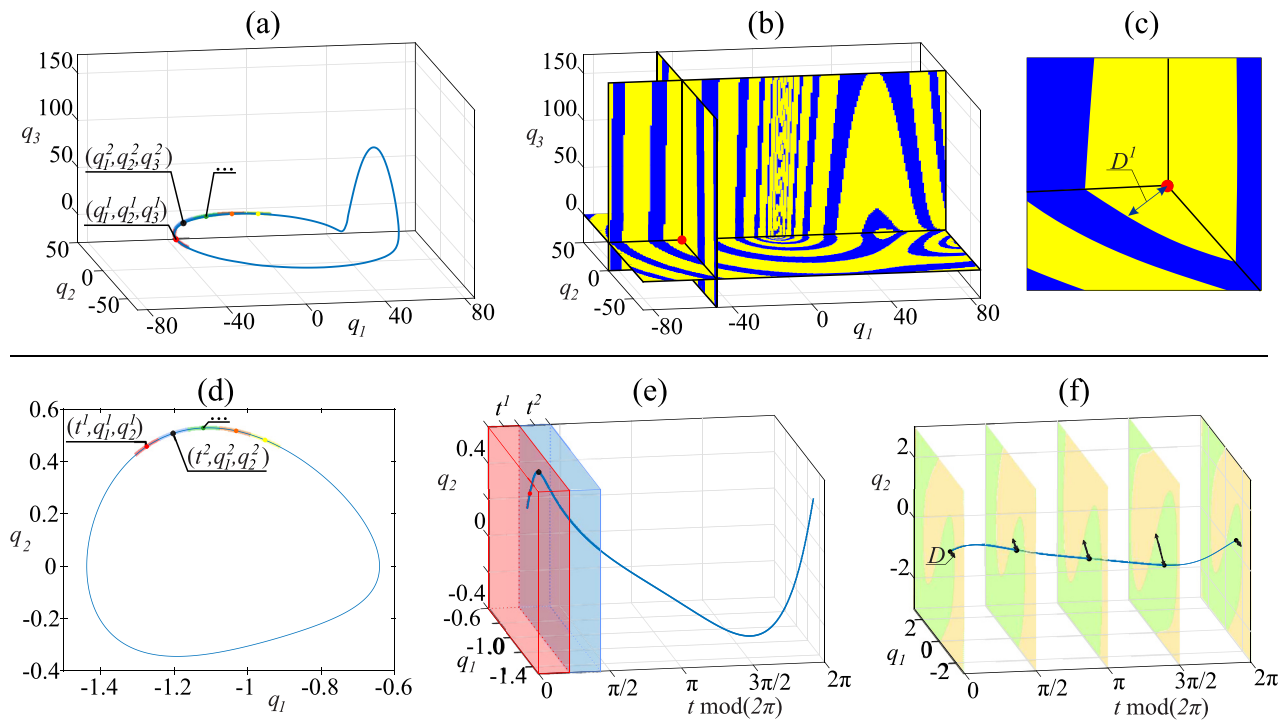 (a)
150
100
50
0
q3
(q1^2,q2^2,q3^2)
...
(q1^1,q2^1,q3^1)
50
0
-50
q2
-80
-40
0
40
80
q1
(b)
150
100
50
0
q3
50
0
-50
q2
-80
-40
0
40
80
q1
(c)
D^1
(d)
0.6
0.4
0.2
0
-0.2
-0.4
q2
(t^1,q1^1,q2^1)
...
(t^2,q1^2,q2^2)
-1.4
-1.2
-1
-0.8
-0.6
q1
(e)
t^1
t^2
0.4
0
-0.4
q2
-0.6
-1.0
-1.4
q1
0
π/2
π
3π/2
2π
t mod(2π)
(f)
2
0
-2
q2
D
2
0
-2
q1
0
π/2
π
3π/2
2π
t mod(2π)